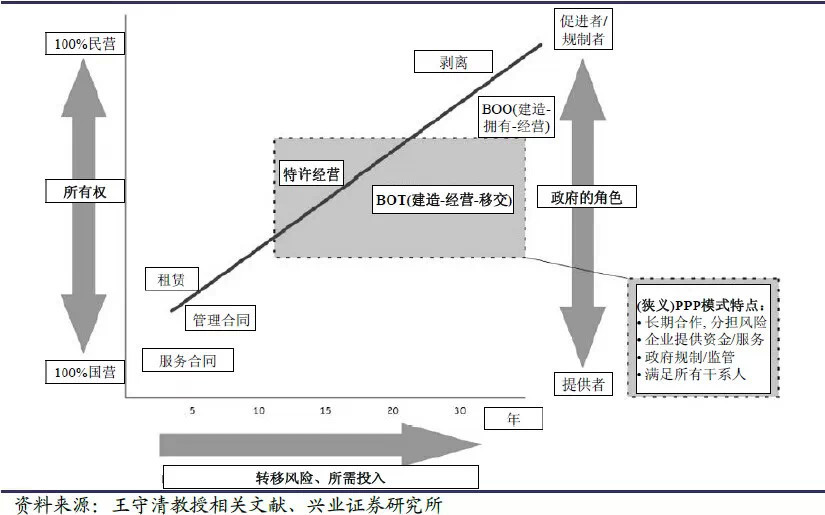 100%民营
促进者/
规制者
剥离
BOO(建造-
拥有-经营)
特许经营
所有权
BOT(建造-经营-移交)
政府的角色
租赁
管理合同
(狭义)PPP模式特点：
• 长期合作, 分担风险
• 企业提供资金/服务
• 政府规制/监管
• 满足所有干系人
服务合同
100%国营
提供者
5 10 15 20 30 年
转移风险、所需投入
资料来源：王守清教授相关文献、兴业证券研究所